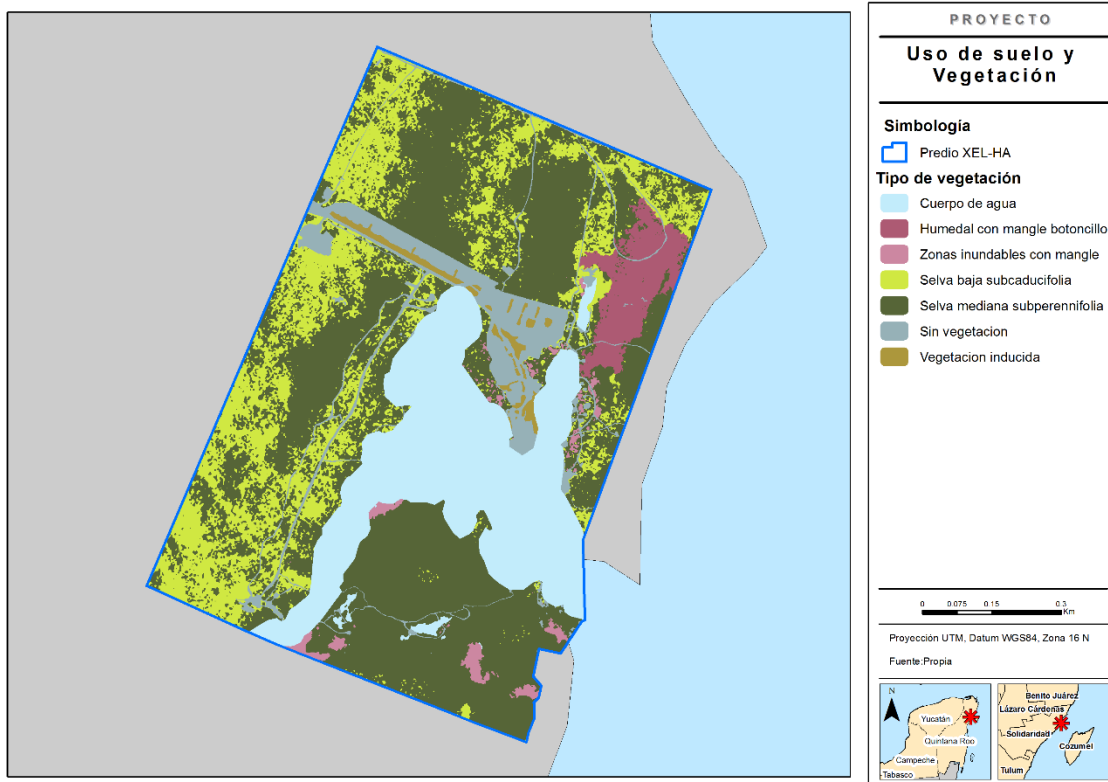 PROYECTO
Uso de suelo y
Vegetación
Simbología
Predio XEL-HA
Tipo de vegetación
Cuerpo de agua
Humedal con mangle botoncillo
Zonas inundables con mangle
Selva baja subcaducifolia
Selva mediana subperennifolia
Sin vegetacion
Vegetacion inducida
0 0.075 0.15 0.3
Km
Proyección UTM, Datum WGS84, Zona 16 N
Fuente:Propia
N
Yucatán
Quintana Roo
Campeche
Tabasco
Benito Juárez
Lázaro Cárdenas
Solidaridad
Cozumel
Tulum